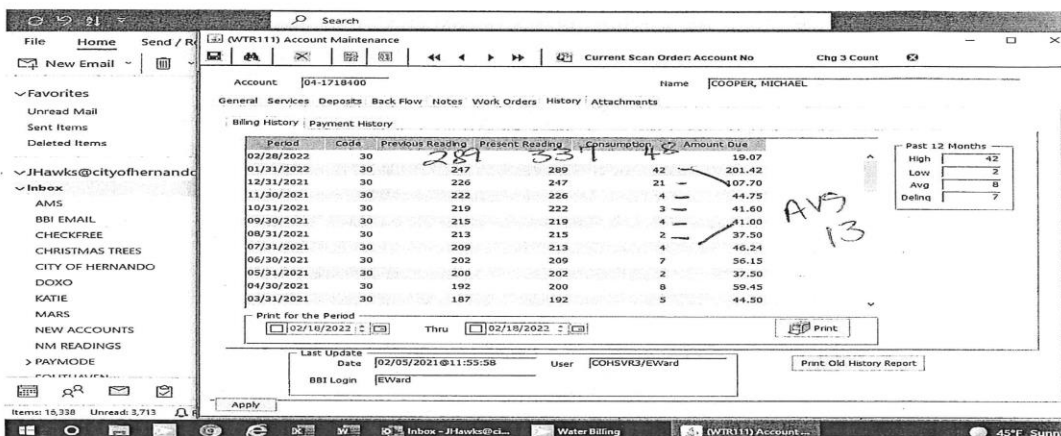 Search
File Home Send / Re
New Email
Favorites
Unread Mail
Sent Items
Deleted Items
JHawks@cityofhernando
Inbox
AMS
BBI EMAIL
CHECKFREE
CHRISTMAS TREES
CITY OF HERNANDO
DOXO
KATIE
MARS
NEW ACCOUNTS
NM READINGS
PAYMODE
SOUTHAVEN
Items: 16,338 Unread: 3,713
(WTR111) Account Maintenance
Current Scan Order: Account No Chg 3 Count
Account 04-1718400 Name COOPER, MICHAEL
General Services Deposits Back Flow Notes Work Orders History Attachments
Billing History Payment History
Period Code Previous Reading Present Reading Consumption Amount Due
02/28/2022 30 289 337 48 19.07
01/31/2022 30 247 289 42 201.42
12/31/2021 30 226 247 21 107.70
11/30/2021 30 222 226 4 44.75
10/31/2021 30 219 222 3 41.60
09/30/2021 30 215 219 4 41.00
08/31/2021 30 213 215 2 37.50
07/31/2021 30 209 213 46.24
06/30/2021 30 202 209 7 56.15
05/31/2021 30 200 202 2 37.50
04/30/2021 30 192 200 8 59.45
03/31/2021 30 187 192 5 44.50
AVG
13
Past 12 Months
High 42
Low 2
Avg 8
Delinq 7
Print for the Period
02/18/2022 Thru 02/18/2022 Print
Last Update
Date 02/05/2021@11:55:58 User COHSVR3/EWard
BBI Login EWard
Print Old History Report
Apply
Inbox - JHawks@ci... Water Billing (WTR111) Account... 45°F Sunn